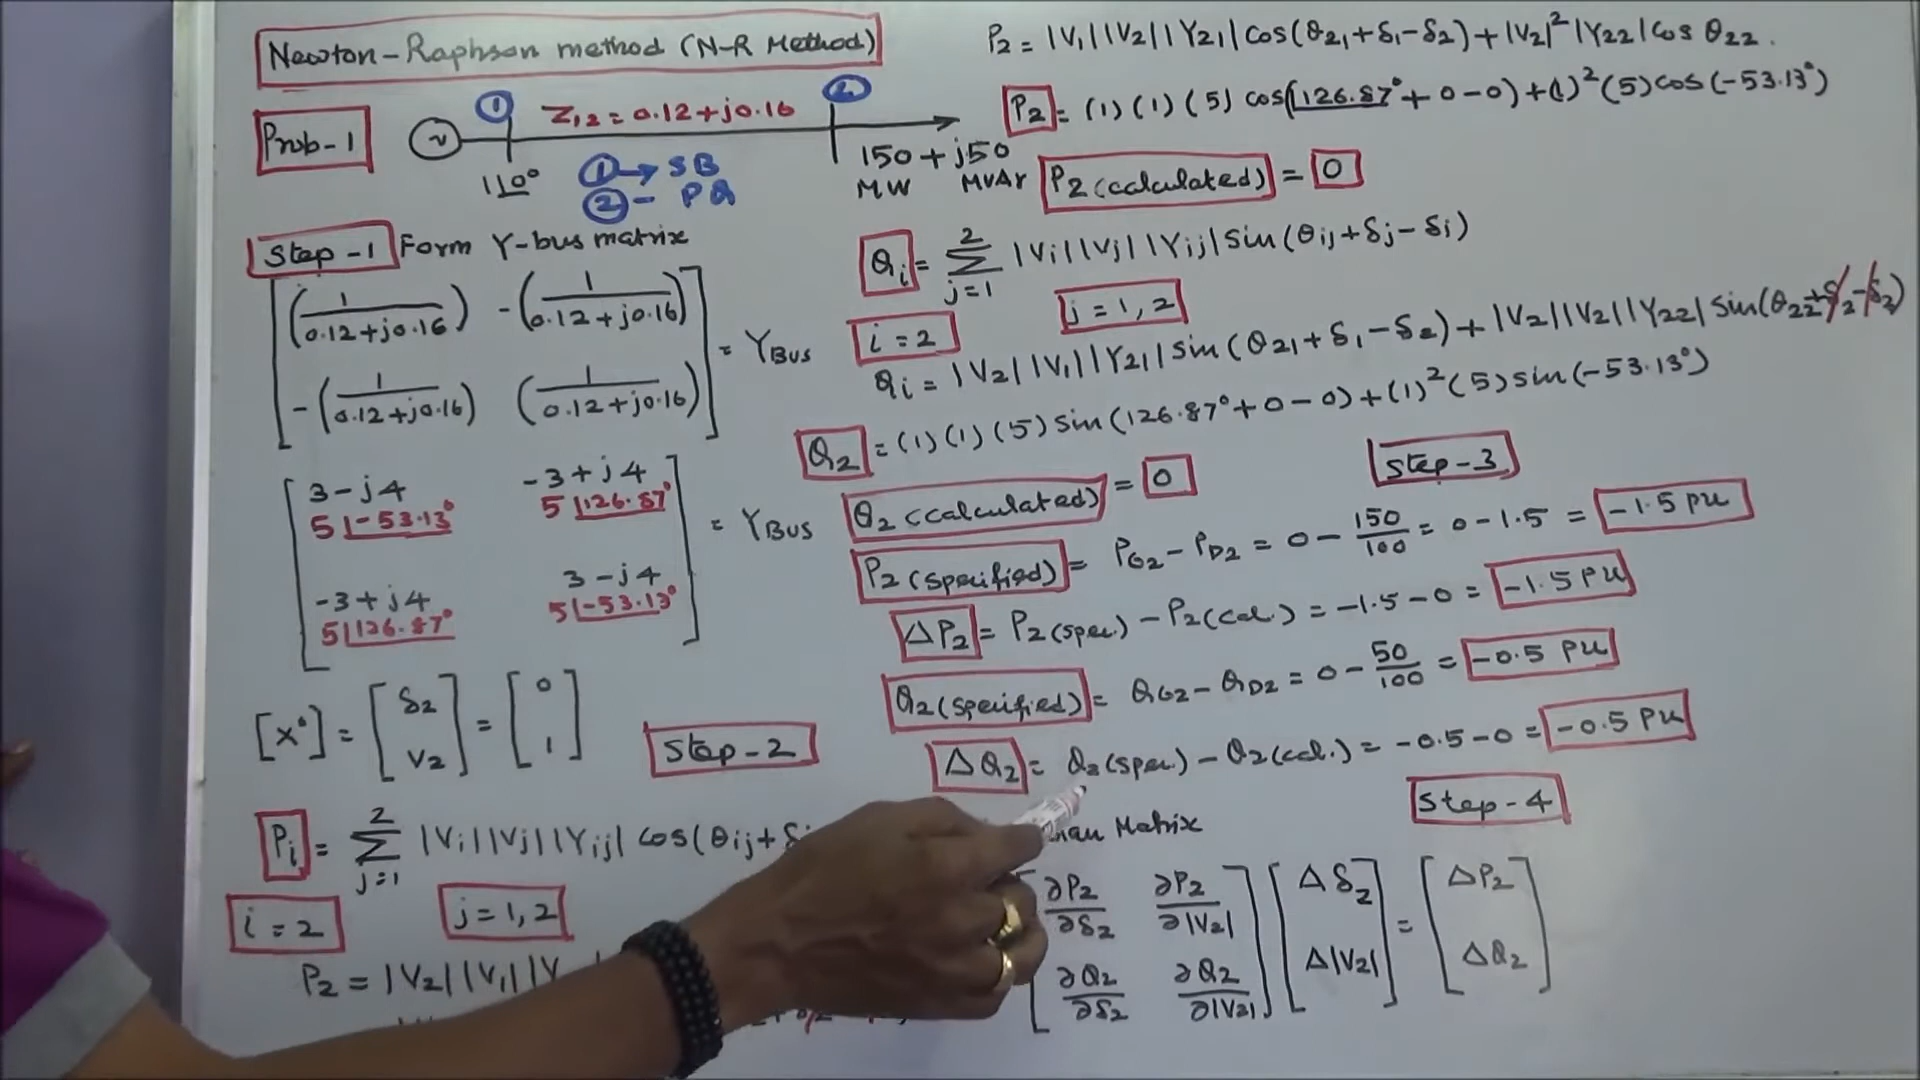 Newton-Raphson method (N-R Method)
Prob-1
~ 1 Z12 = 0.12+j0.16 2
1∠0° 150 + j50
MW MVAr
1 → SB
2 - PQ
Step-1 Form Y-bus matrix
[(1/(0.12+j0.16)) -(1/(0.12+j0.16))]
[-(1/(0.12+j0.16)) (1/(0.12+j0.16))] = YBus
3-j4 -3+j4
5∠-53.13° 5∠126.87°
= YBus
-3+j4 3-j4
5∠126.87° 5∠-53.13°
[x°] = [δ2 V2] = [0 1]
Step-2
Pi = Σ j=1 2 |Vi||Vj||Yij| cos(θij+δ
i = 2 j = 1, 2
P2 = |V2||V1||Y
P2 = |V1||V2||Y21| cos(θ21+δ1-δ2)+|V2|²|Y22|cos θ22.
P2 = (1)(1)(5) cos(126.87°+0-0)+(1)²(5)cos(-53.13°)
P2(calculated) = 0
Qi = Σ j=1 2 |Vi||Vj||Yij|sin(θij+δj-δi)
i = 2 j = 1, 2
Qi = |V2||V1||Y21| sin(θ21+δ1-δ2)+|V2||V2||Y22|sin(θ22+δ2-δ2)
Q2 = (1)(1)(5)sin(126.87°+0-0)+(1)²(5)sin(-53.13°)
Q2(calculated) = 0 Step-3
P2(specified) = PG2 - PD2 = 0 - 150/100 = 0-1.5 = -1.5 PU
ΔP2 = P2(spec.) - P2(cal.) = -1.5-0 = -1.5 PU
Q2(specified) = QG2 - QD2 = 0 - 50/100 = -0.5 PU
ΔQ2 = Q2(spec.) - Q2(cal.) = -0.5-0 = -0.5 PU
Step-4
Matrix
[∂P2/∂δ2 ∂P2/∂|V2|] [Δδ2] = [ΔP2]
[∂Q2/∂δ2 ∂Q2/∂|V2|] [Δ|V2|] [ΔQ2]